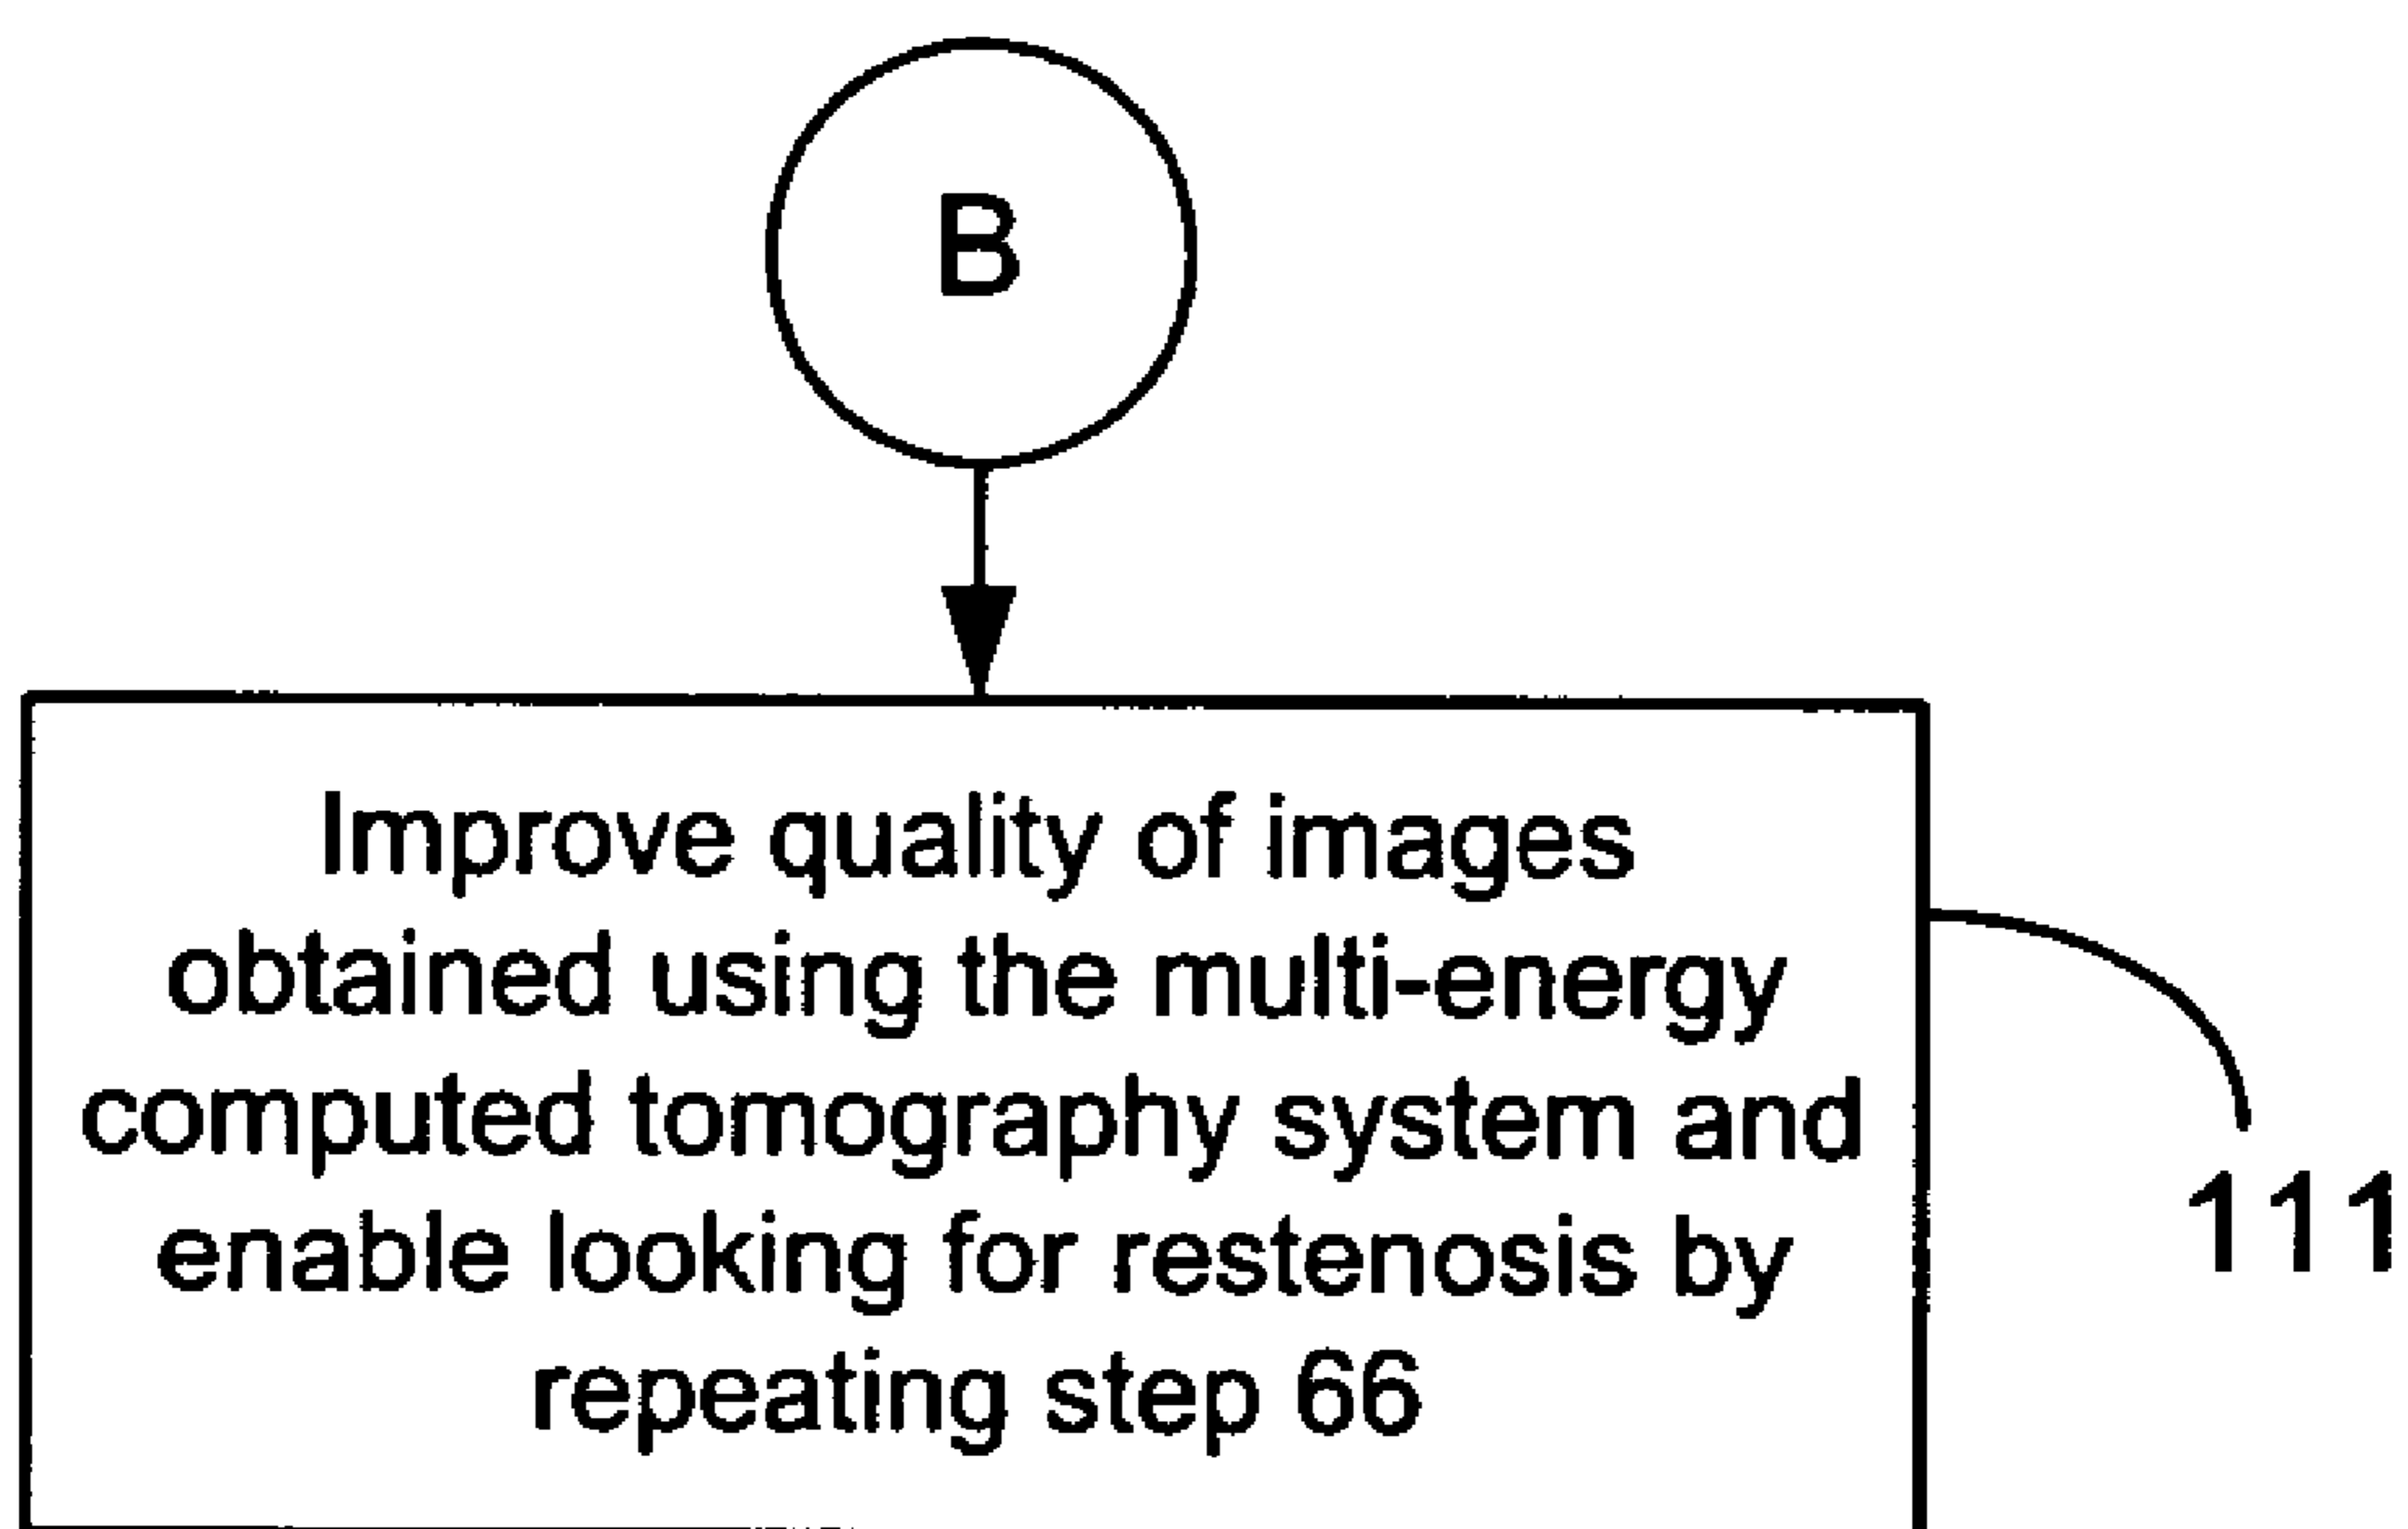 B
Improve quality of images
obtained using the multi-energy
computed tomography system and
enable looking for restenosis by
repeating step 66
111